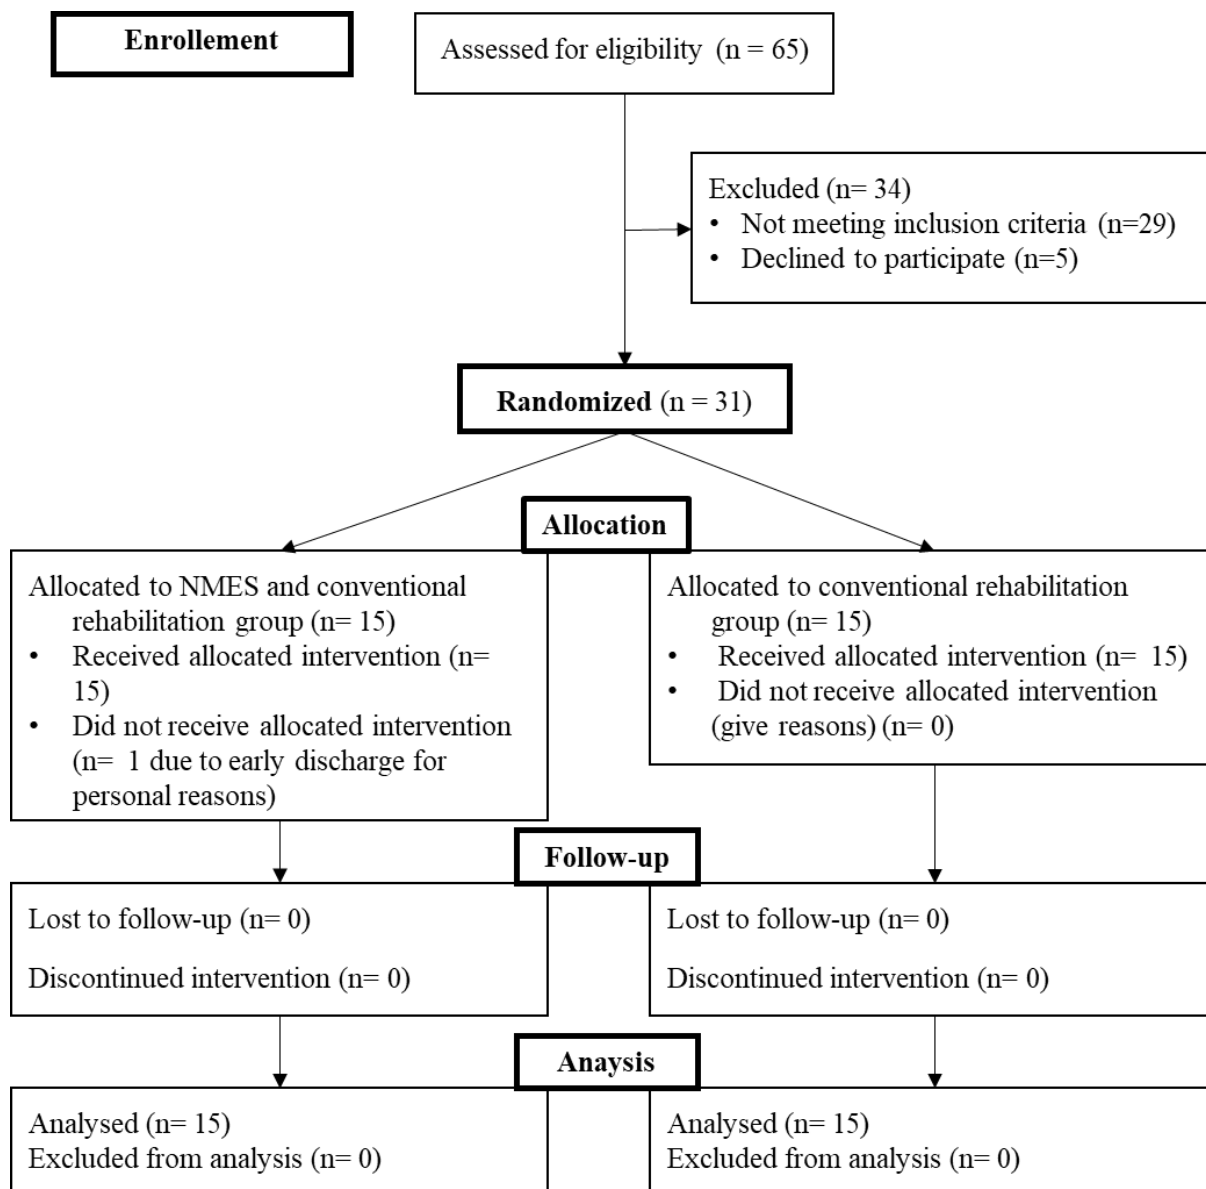 Enrollement
Assessed for eligibility (n = 65)
Excluded (n= 34)
• Not meeting inclusion criteria (n=29)
• Declined to participate (n=5)
Randomized (n = 31)
Allocation
Allocated to NMES and conventional
rehabilitation group (n= 15)
• Received allocated intervention (n=
15)
• Did not receive allocated intervention
(n= 1 due to early discharge for
personal reasons)
Allocated to conventional rehabilitation
group (n= 15)
• Received allocated intervention (n= 15)
• Did not receive allocated intervention
(give reasons) (n= 0)
Follow-up
Lost to follow-up (n= 0)
Discontinued intervention (n= 0)
Lost to follow-up (n= 0)
Discontinued intervention (n= 0)
Anaysis
Analysed (n= 15)
Excluded from analysis (n= 0)
Analysed (n= 15)
Excluded from analysis (n= 0)